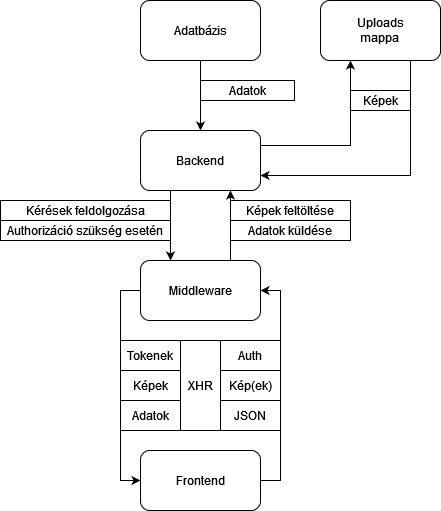 Adatbázis
Uploads
mappa
Adatok
Képek
Backend
Kérések feldolgozása
Authorizáció szükség esetén
Képek feltöltése
Adatok küldése
Middleware
Tokenek
Képek
Adatok
XHR
Auth
Kép(ek)
JSON
Frontend